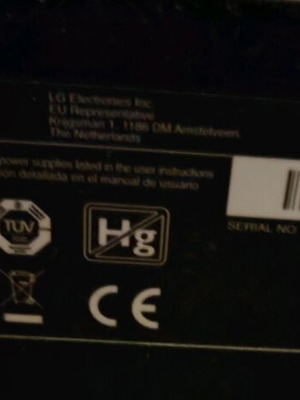 LG Electronics Inc
EU Representative
Krijgsman 1, 1186 DM Amstelveen
The Netherlands
power supplies listed in the user instructions
ión detallada en el manual de usuario
TUV
Hg
SERIAL NO
CE